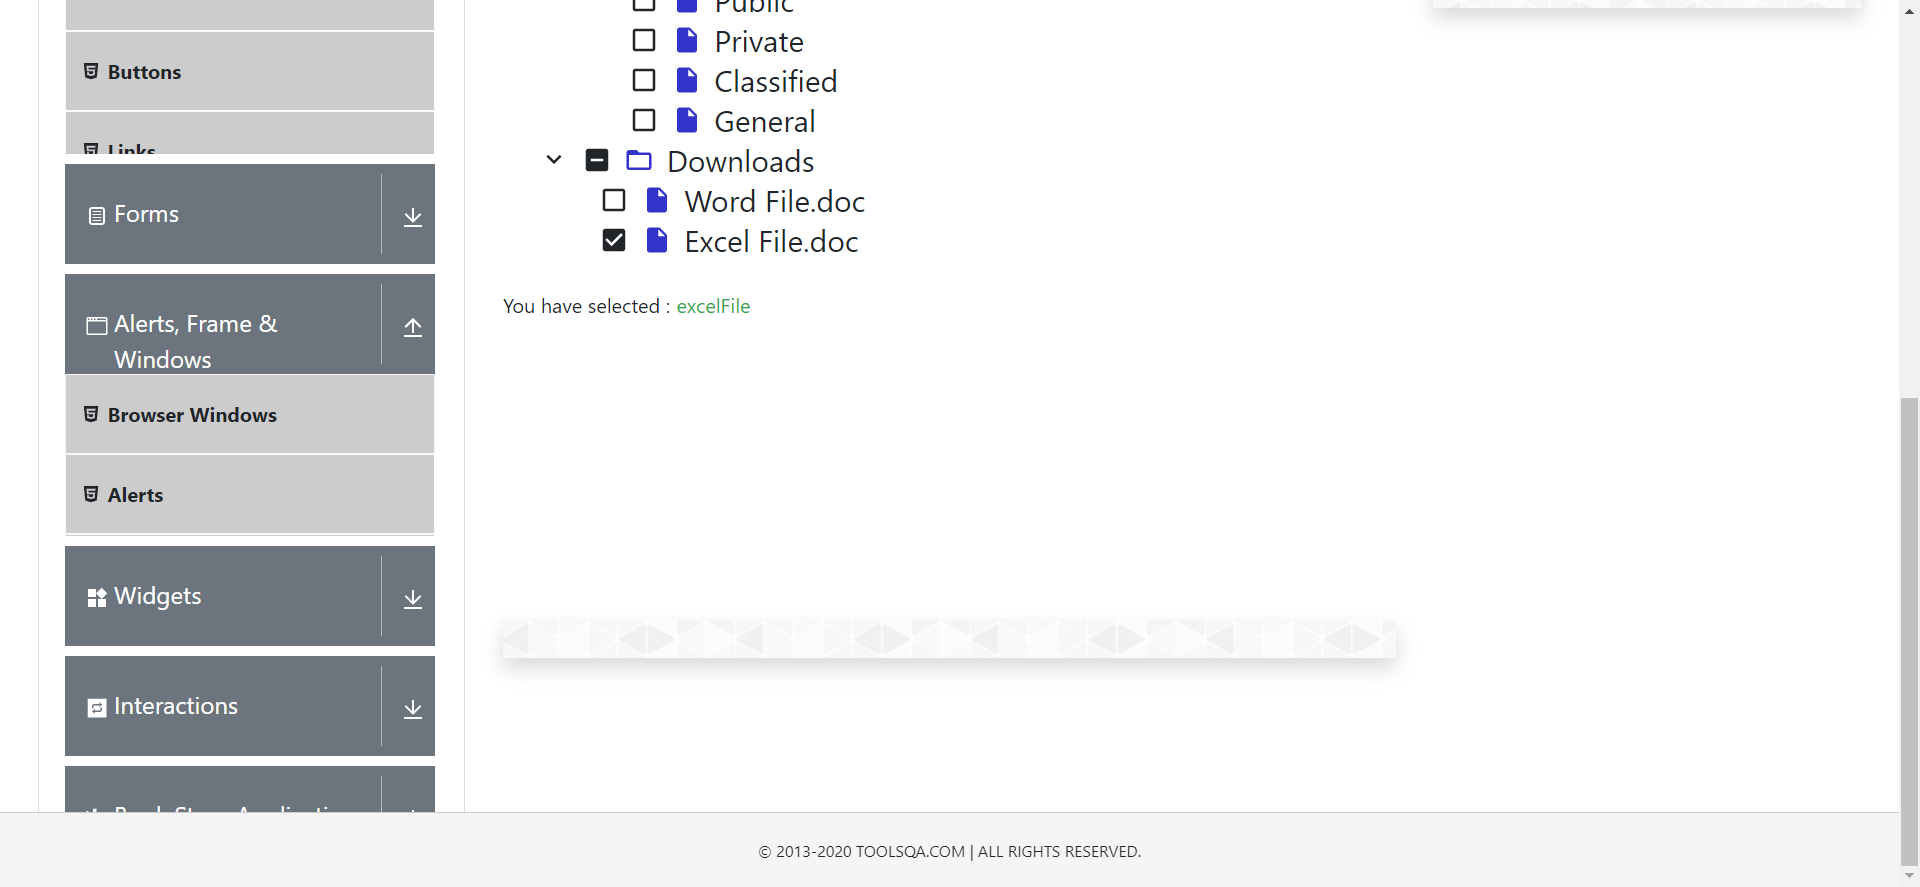 Buttons
Links
Forms
Alerts, Frame &
Windows
Browser Windows
Alerts
Widgets
Interactions
Public
Private
Classified
General
Downloads
Word File.doc
Excel File.doc
You have selected : excelFile
© 2013-2020 TOOLSQA.COM | ALL RIGHTS RESERVED.